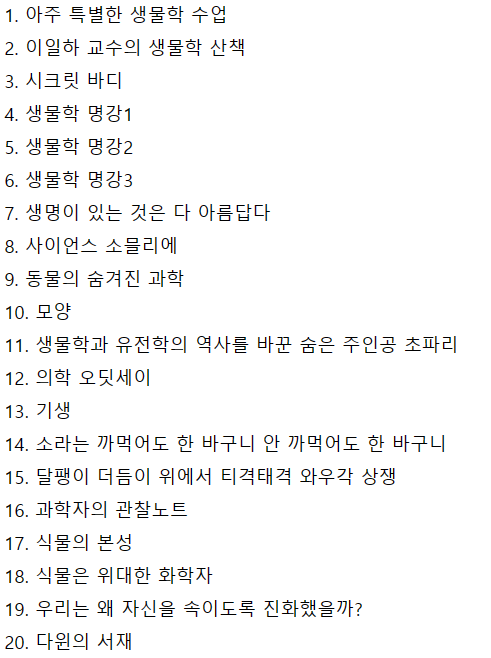 1. 아주 특별한 생물학 수업
2. 이일하 교수의 생물학 산책
3. 시크릿 바디
4. 생물학 명강1
5. 생물학 명강2
6. 생물학 명강3
7. 생명이 있는 것은 다 아름답다
8. 사이언스 소믈리에
9. 동물의 숨겨진 과학
10. 모양
11. 생물학과 유전학의 역사를 바꾼 숨은 주인공 초파리
12. 의학 오딧세이
13. 기생
14. 소라는 까먹어도 한 바구니 안 까먹어도 한 바구니
15. 달팽이 더듬이 위에서 티격태격 와우각 상쟁
16. 과학자의 관찰노트
17. 식물의 본성
18. 식물은 위대한 화학자
19. 우리는 왜 자신을 속이도록 진화했을까?
20. 다윈의 서재